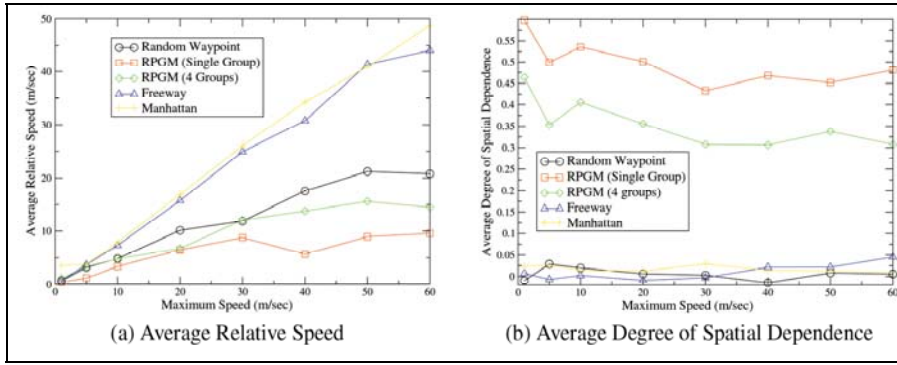 50
40
30
20
10
0
Average Relative Speed (m/sec)
Random Waypoint
RPGM (Single Group)
RPGM (4 Groups)
Freeway
Manhattan
0 10 20 30 40 50 60
Maximum Speed (m/sec)
(a) Average Relative Speed
0.55
0.5
0.45
0.4
0.35
0.3
0.25
0.2
0.15
0.1
0.05
0
Average Degree of Spatial Dependence
Random Waypoint
RPGM (Single Group)
RPGM (4 groups)
Freeway
Manhattan
0 10 20 30 40 50 60
Maximum Speed (m/sec)
(b) Average Degree of Spatial Dependence